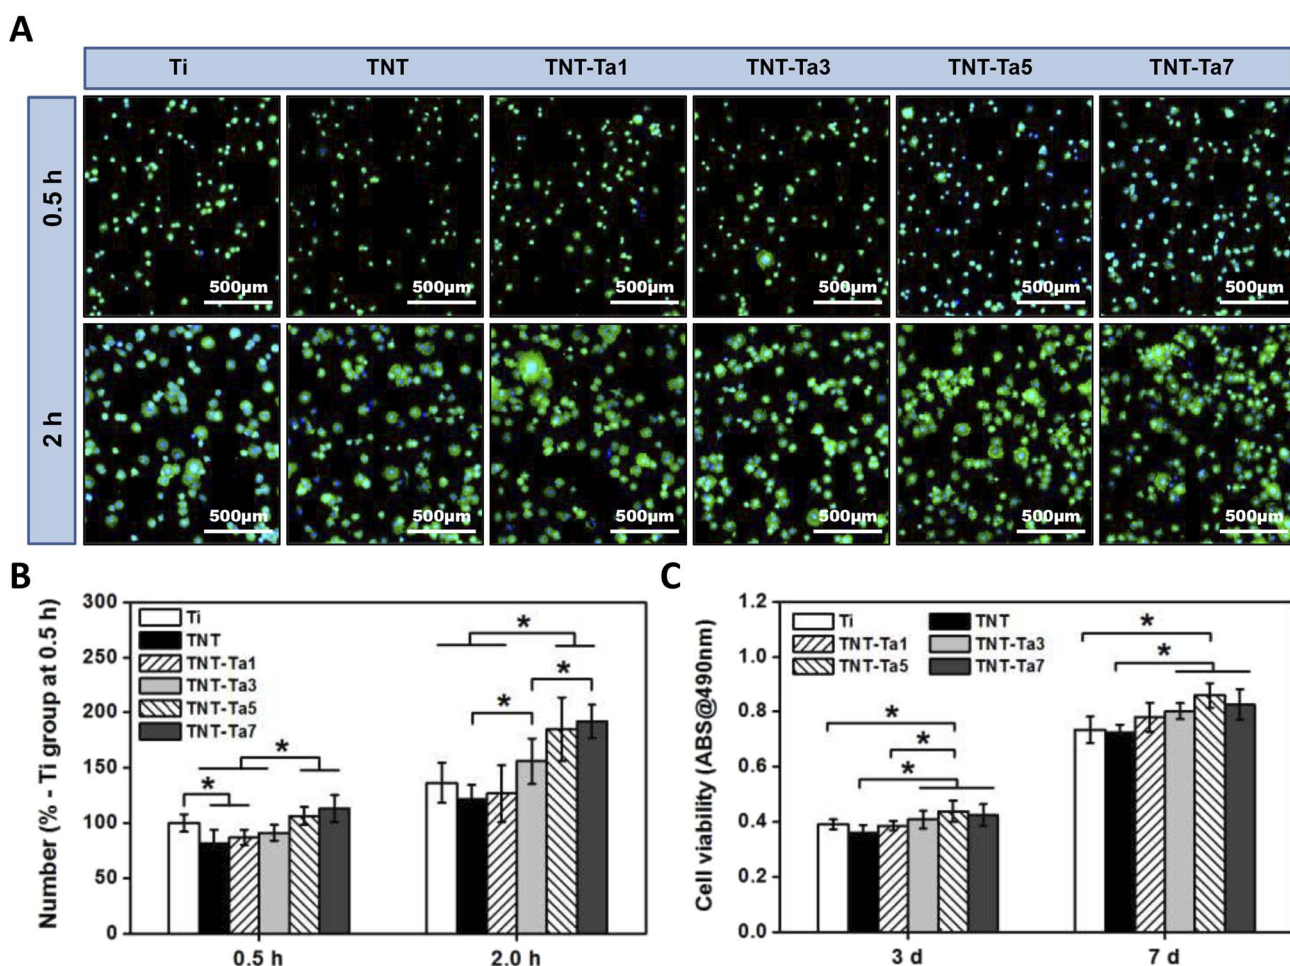 A
Ti TNT TNT-Ta1 TNT-Ta3 TNT-Ta5 TNT-Ta7
0.5 h
500µm 500µm 500µm 500µm 500µm 500µm
2 h
500µm 500µm 500µm 500µm 500µm 500µm
B
Number (% - Ti group at 0.5 h)
300
250
200
150
100
50
0
Ti
TNT
TNT-Ta1
TNT-Ta3
TNT-Ta5
TNT-Ta7
* * * * *
0.5 h 2.0 h
C
Cell viability (ABS@490nm)
1.2
1.0
0.8
0.6
0.4
0.2
0.0
Ti TNT
TNT-Ta1 TNT-Ta3
TNT-Ta5 TNT-Ta7
* * * * *
3 d 7 d